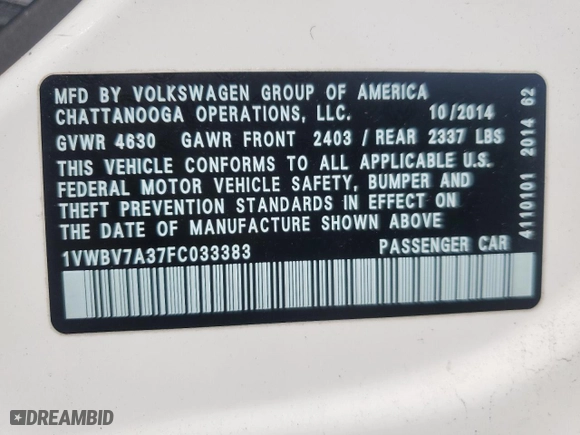 MFD BY VOLKSWAGEN GROUP OF AMERICA
CHATTANOOGA OPERATIONS, LLC. 10/2014
GVWR 4630 GAWR FRONT 2403 / REAR 2337 LBS
THIS VEHICLE CONFORMS TO ALL APPLICABLE U.S.
FEDERAL MOTOR VEHICLE SAFETY, BUMPER AND
THEFT PREVENTION STANDARDS IN EFFECT ON
THE DATE OF MANUFACTURE SHOWN ABOVE
1VWBV7A37FC033383 PASSENGER CAR
4110101 2014 62
DREAMBID